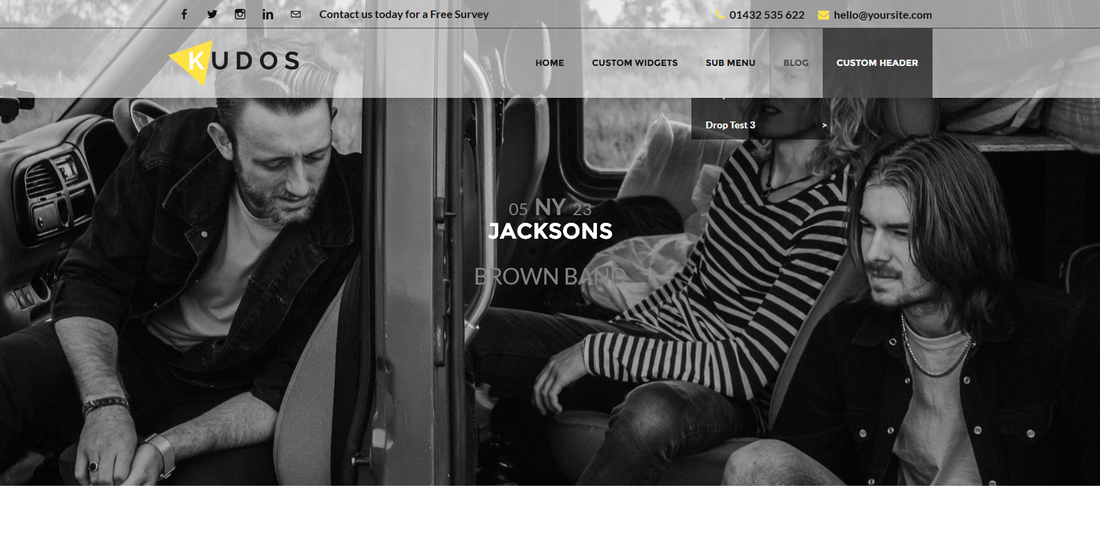 Contact us today for a Free Survey
01432 535 622 hello@yoursite.com
KUDOS
HOME CUSTOM WIDGETS SUB MENU BLOG CUSTOM HEADER
Drop Test 3 >
05 NY 23
JACKSONS
BROWN BAND